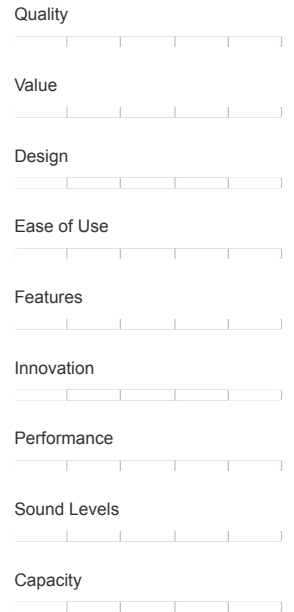 Quality
Value
Design
Ease of Use
Features
Innovation
Performance
Sound Levels
Capacity